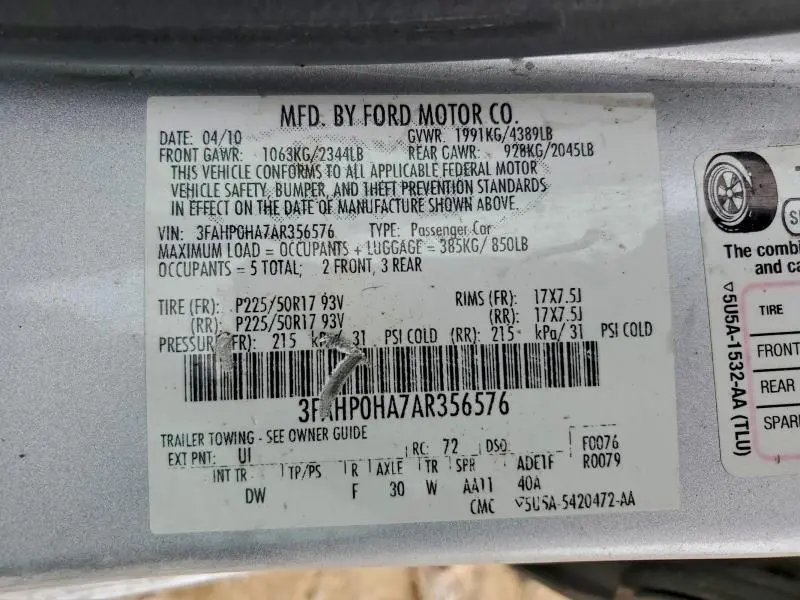 MFD. BY FORD MOTOR CO.
DATE: 04/10 GVWR: 1991KG/4389LB
FRONT GAWR: 1063KG/2344LB REAR GAWR: 928KG/2045LB
THIS VEHICLE CONFORMS TO ALL APPLICABLE FEDERAL MOTOR
VEHICLE SAFETY, BUMPER, AND THEFT PREVENTION STANDARDS
IN EFFECT ON THE DATE OF MANUFACTURE SHOWN ABOVE.
VIN: 3FAHP0HA7AR356576 TYPE: Passenger Car
MAXIMUM LOAD = OCCUPANTS + LUGGAGE = 385KG/ 850LB
OCCUPANTS = 5 TOTAL; 2 FRONT, 3 REAR
TIRE (FR): P225/50R17 93V RIMS (FR): 17X7.5J
(RR): P225/50R17 93V (RR): 17X7.5J
PRESSURE(FR): 215 kPa/ 31 PSI COLD (RR): 215 kPa/ 31 PSI COLD
3FAHP0HA7AR356576
TRAILER TOWING - SEE OWNER GUIDE
EXT PNT: UI RC: 72 DSO: F0076
R0079
INT TR TP/PS R AXLE TR SPR ADE1F
DW F 30 W AA11 40A
CMC ▽5U5A-5420472-AA
The combi
and ca
TIRE
FRONT
REAR
SPAR
▽5U5A-1532-AA (TLU)